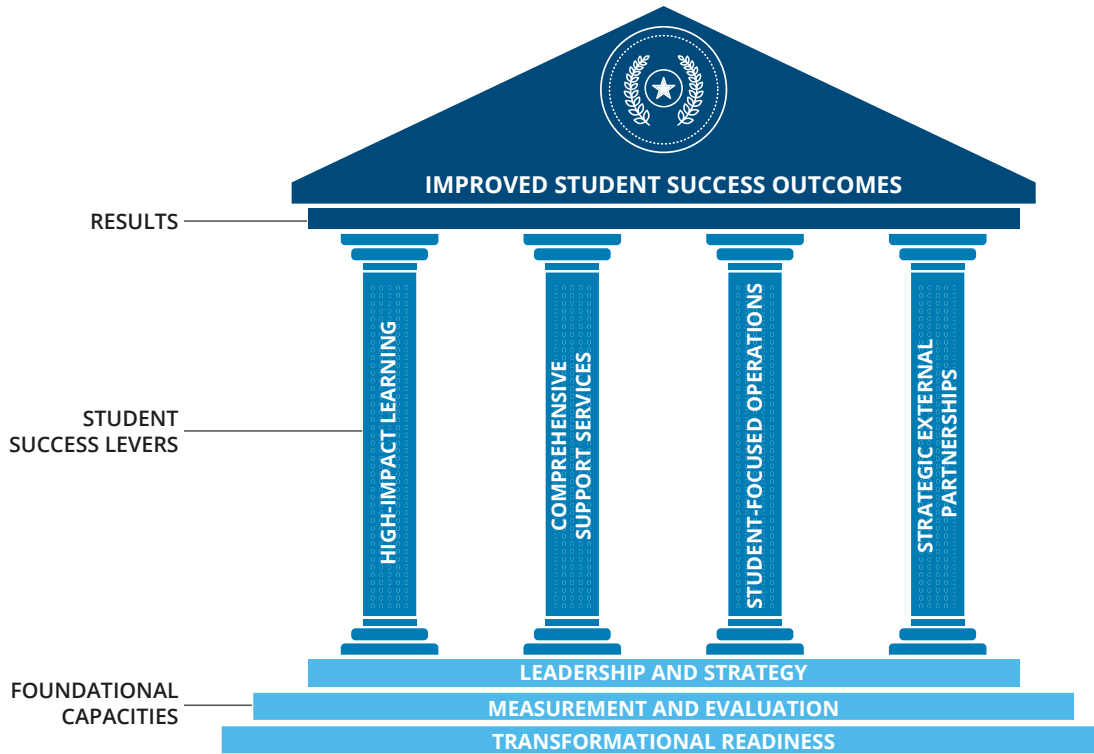 IMPROVED STUDENT SUCCESS OUTCOMES
RESULTS
STUDENT
SUCCESS LEVERS
HIGH-IMPACT LEARNING
COMPREHENSIVE
SUPPORT SERVICES
STUDENT-FOCUSED OPERATIONS
STRATEGIC EXTERNAL
PARTNERSHIPS
FOUNDATIONAL
CAPACITIES
LEADERSHIP AND STRATEGY
MEASUREMENT AND EVALUATION
TRANSFORMATIONAL READINESS